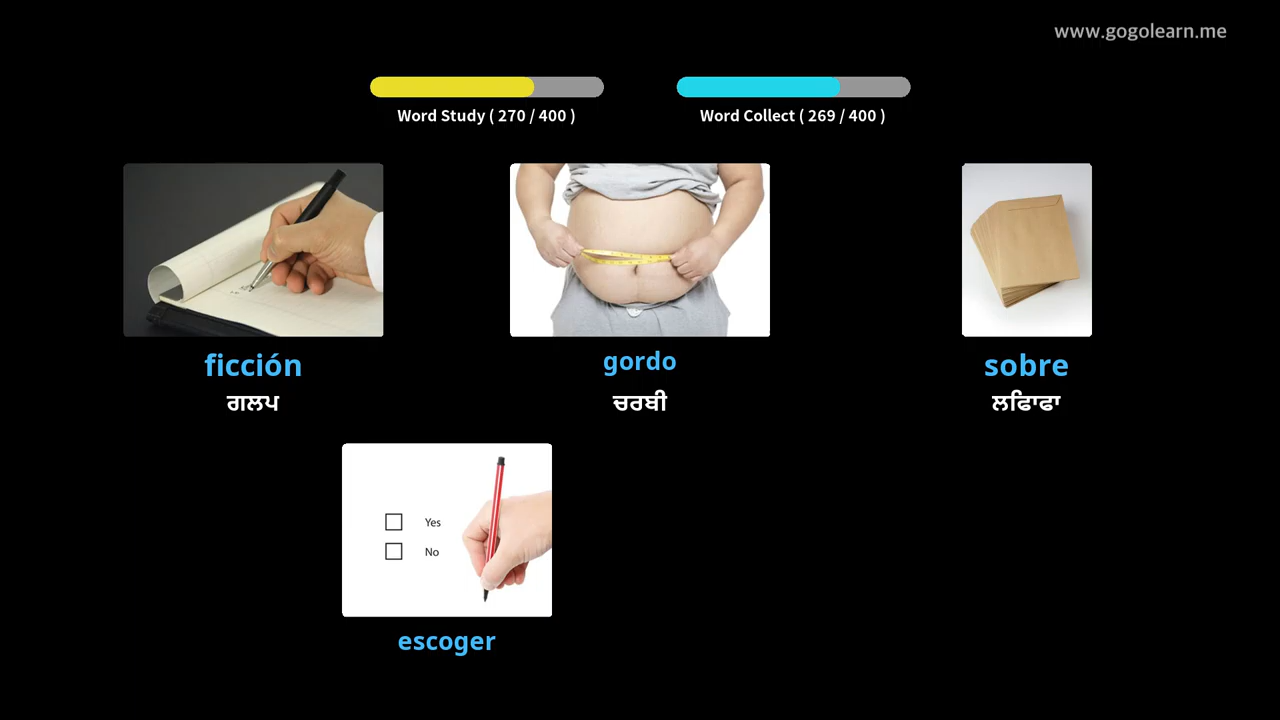 www.gogolearn.me
Word Study ( 270 / 400 )
Word Collect ( 269 / 400 )
ficción
ਗਲਪ
gordo
ਚਰਬੀ
sobre
ਲਿਫਾਫਾ
Yes
No
escoger